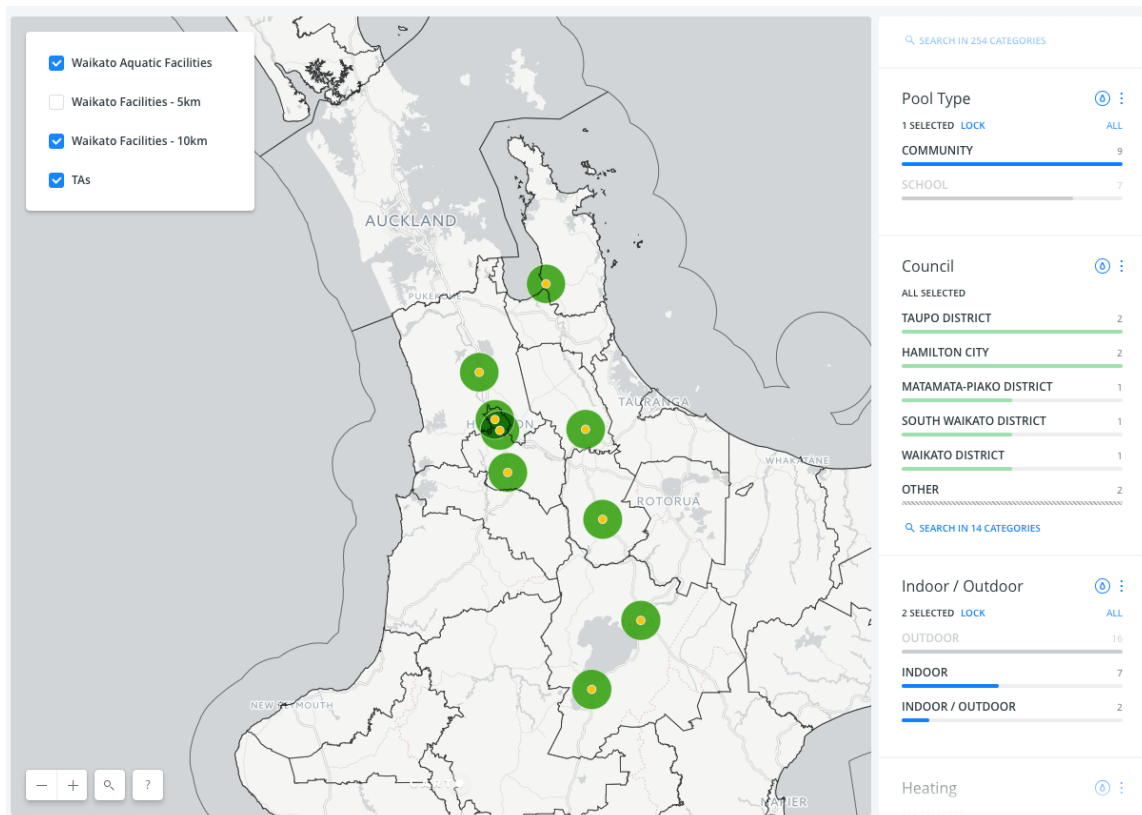 Waikato Aquatic Facilities
Waikato Facilities - 5km
Waikato Facilities - 10km
TAs
AUCKLAND
TAURANGA
WHAKATĀNE
ROTORUA
NEW PLYMOUTH
?
SEARCH IN 254 CATEGORIES
Pool Type
1 SELECTED LOCK ALL
COMMUNITY 9
SCHOOL 7
Council
ALL SELECTED
TAUPO DISTRICT 2
HAMILTON CITY 2
MATAMATA-PIAKO DISTRICT 1
SOUTH WAIKATO DISTRICT 1
WAIKATO DISTRICT 1
OTHER 2
SEARCH IN 14 CATEGORIES
Indoor / Outdoor
2 SELECTED LOCK ALL
OUTDOOR 16
INDOOR 7
INDOOR / OUTDOOR 2
Heating